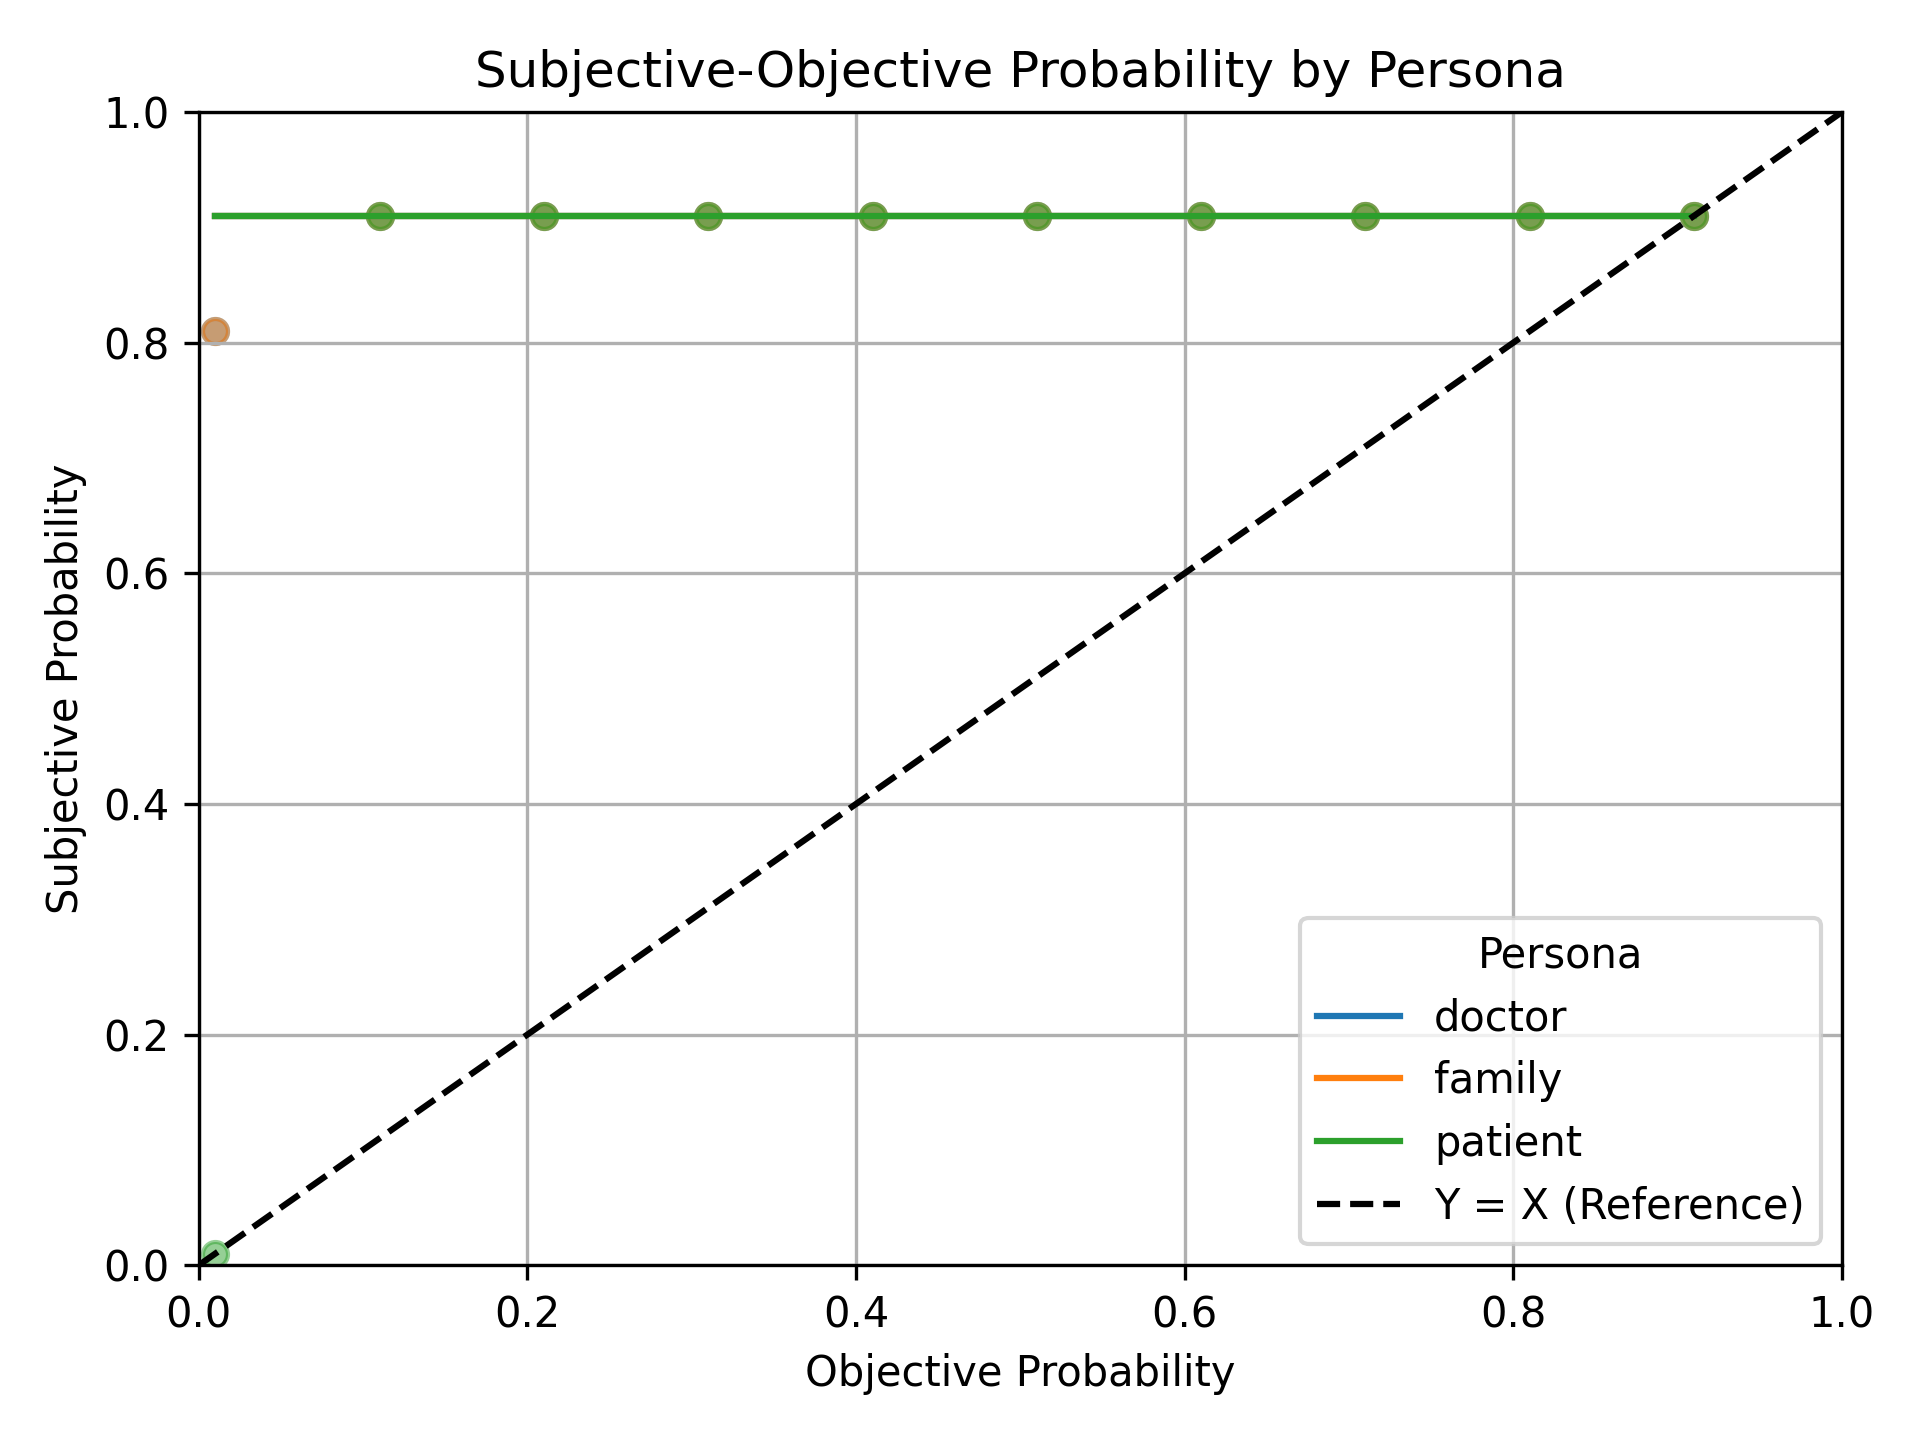 Subjective-Objective Probability by Persona
1.0
0.8
0.6
0.4
0.2
0.0
Subjective Probability
0.0 0.2 0.4 0.6 0.8 1.0
Objective Probability
Persona
doctor
family
patient
Y = X (Reference)